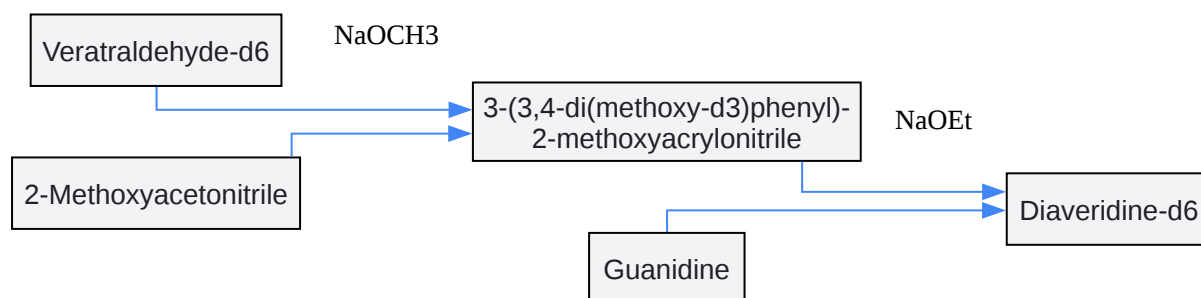 Veratraldehyde-d6
NaOCH3
2-Methoxyacetonitrile
3-(3,4-di(methoxy-d3)phenyl)-
2-methoxyacrylonitrile
NaOEt
Guanidine
Diaveridine-d6